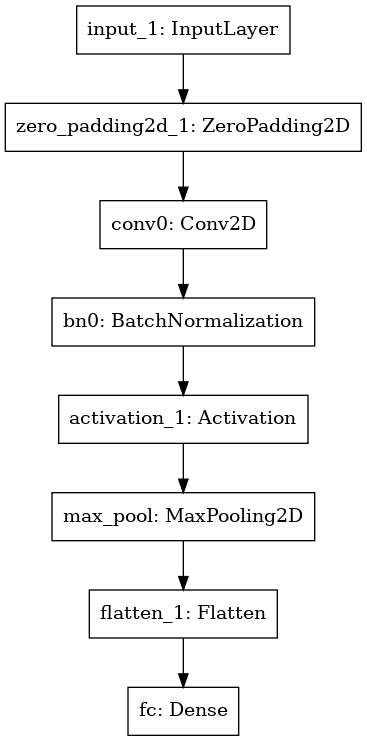 input_1: InputLayer
zero_padding2d_1: ZeroPadding2D
conv0: Conv2D
bn0: BatchNormalization
activation_1: Activation
max_pool: MaxPooling2D
flatten_1: Flatten
fc: Dense